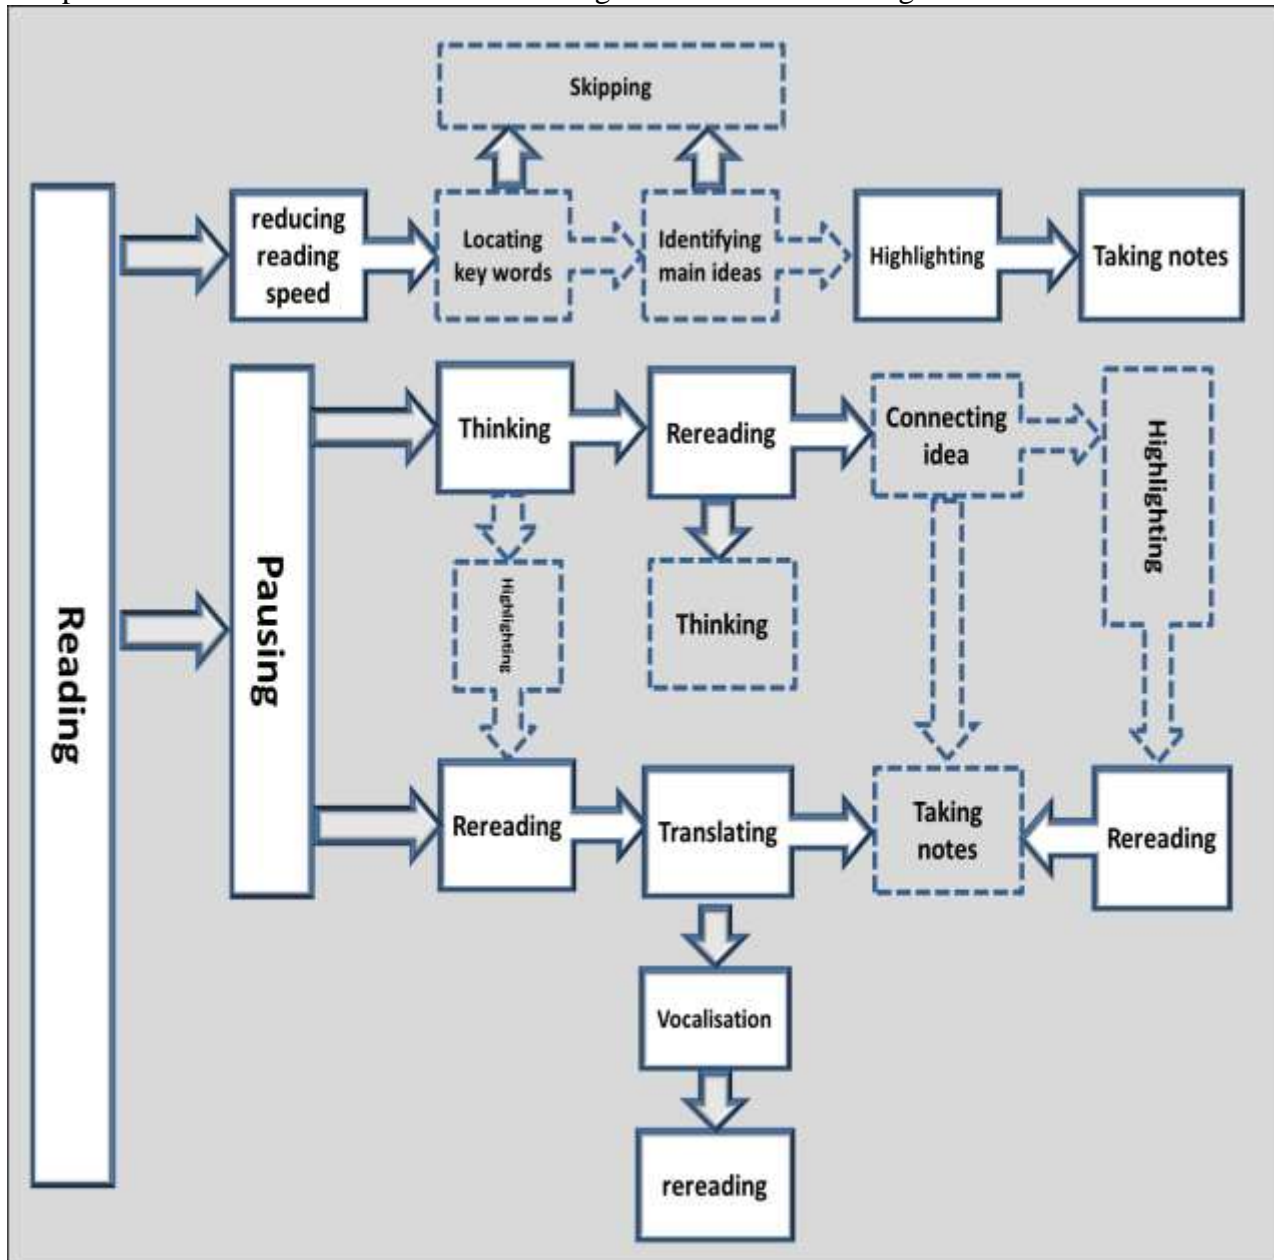 Skipping
reducing
reading
speed
Locating
key words
Identifying
main ideas
Highlighting
Taking notes
Reading
Pausing
Thinking
Rereading
Connecting
idea
Highlighting
Highlighting
Thinking
Rereading
Translating
Taking
notes
Rereading
Vocalisation
rereading